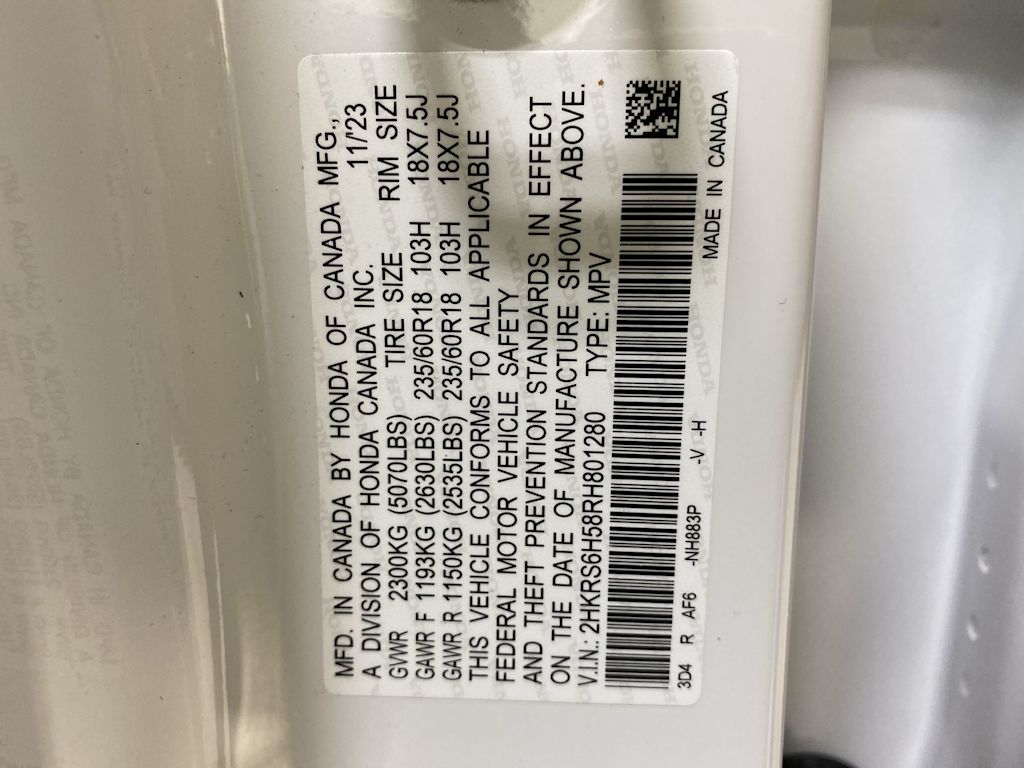 MFD. IN CANADA BY HONDA OF CANADA MFG.,
A DIVISION OF HONDA CANADA INC. 11/'23
GVWR 2300KG (5070LBS) TIRE SIZE RIM SIZE
GAWR F 1193KG (2630LBS) 235/60R18 103H 18X7.5J
GAWR R 1150KG (2535LBS) 235/60R18 103H 18X7.5J
THIS VEHICLE CONFORMS TO ALL APPLICABLE
FEDERAL MOTOR VEHICLE SAFETY
AND THEFT PREVENTION STANDARDS IN EFFECT
ON THE DATE OF MANUFACTURE SHOWN ABOVE.
V.I.N.: 2HKRS6H58RH801280 TYPE: MPV
3D4 R AF6 -NH883P -V -H MADE IN CANADA